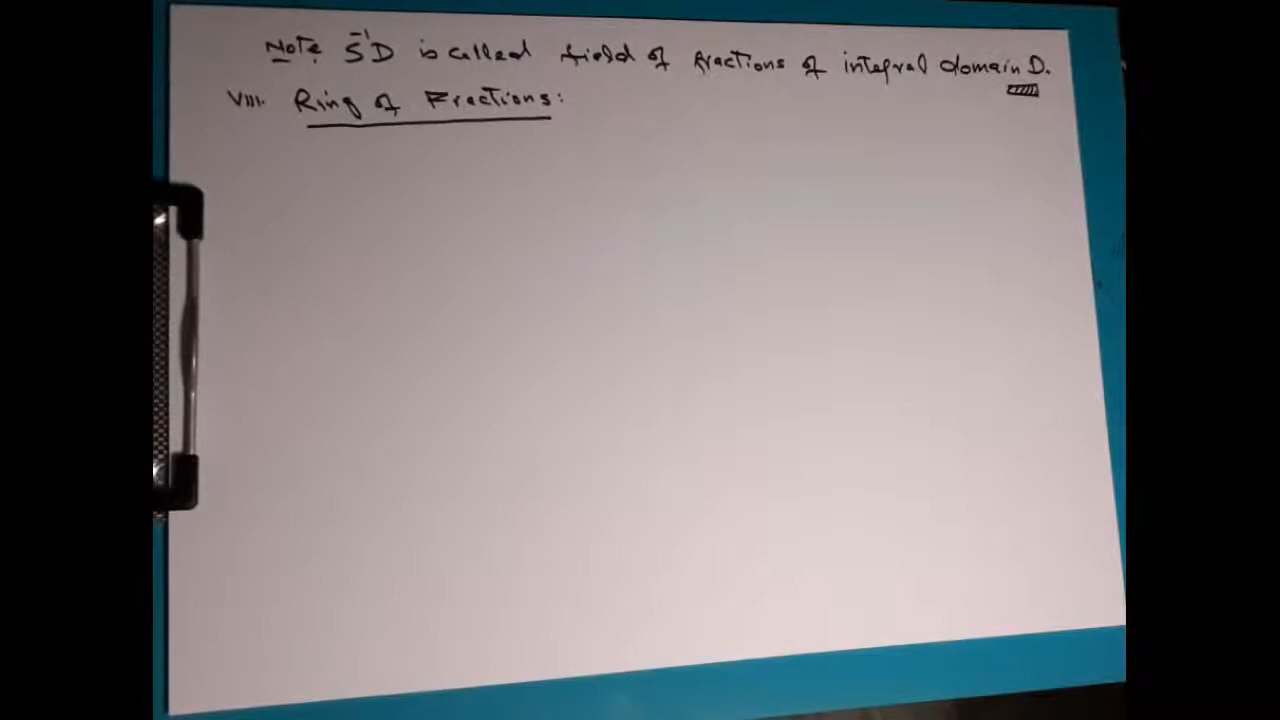 Note: S⁻¹D is called field of fractions of integral domain D.
VIII. Ring of Fractions: